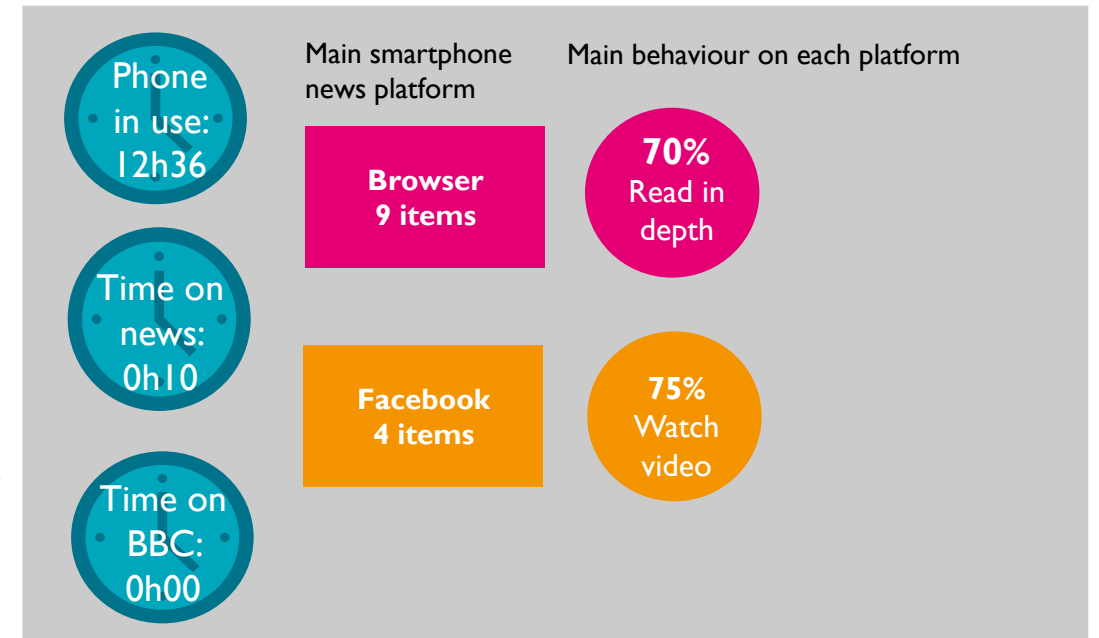 Phone
in use:
12h36
Time on
news:
0h10
Time on
BBC:
0h00
Main smartphone
news platform
Browser
9 items
Facebook
4 items
Main behaviour on each platform
70%
Read in
depth
75%
Watch
video